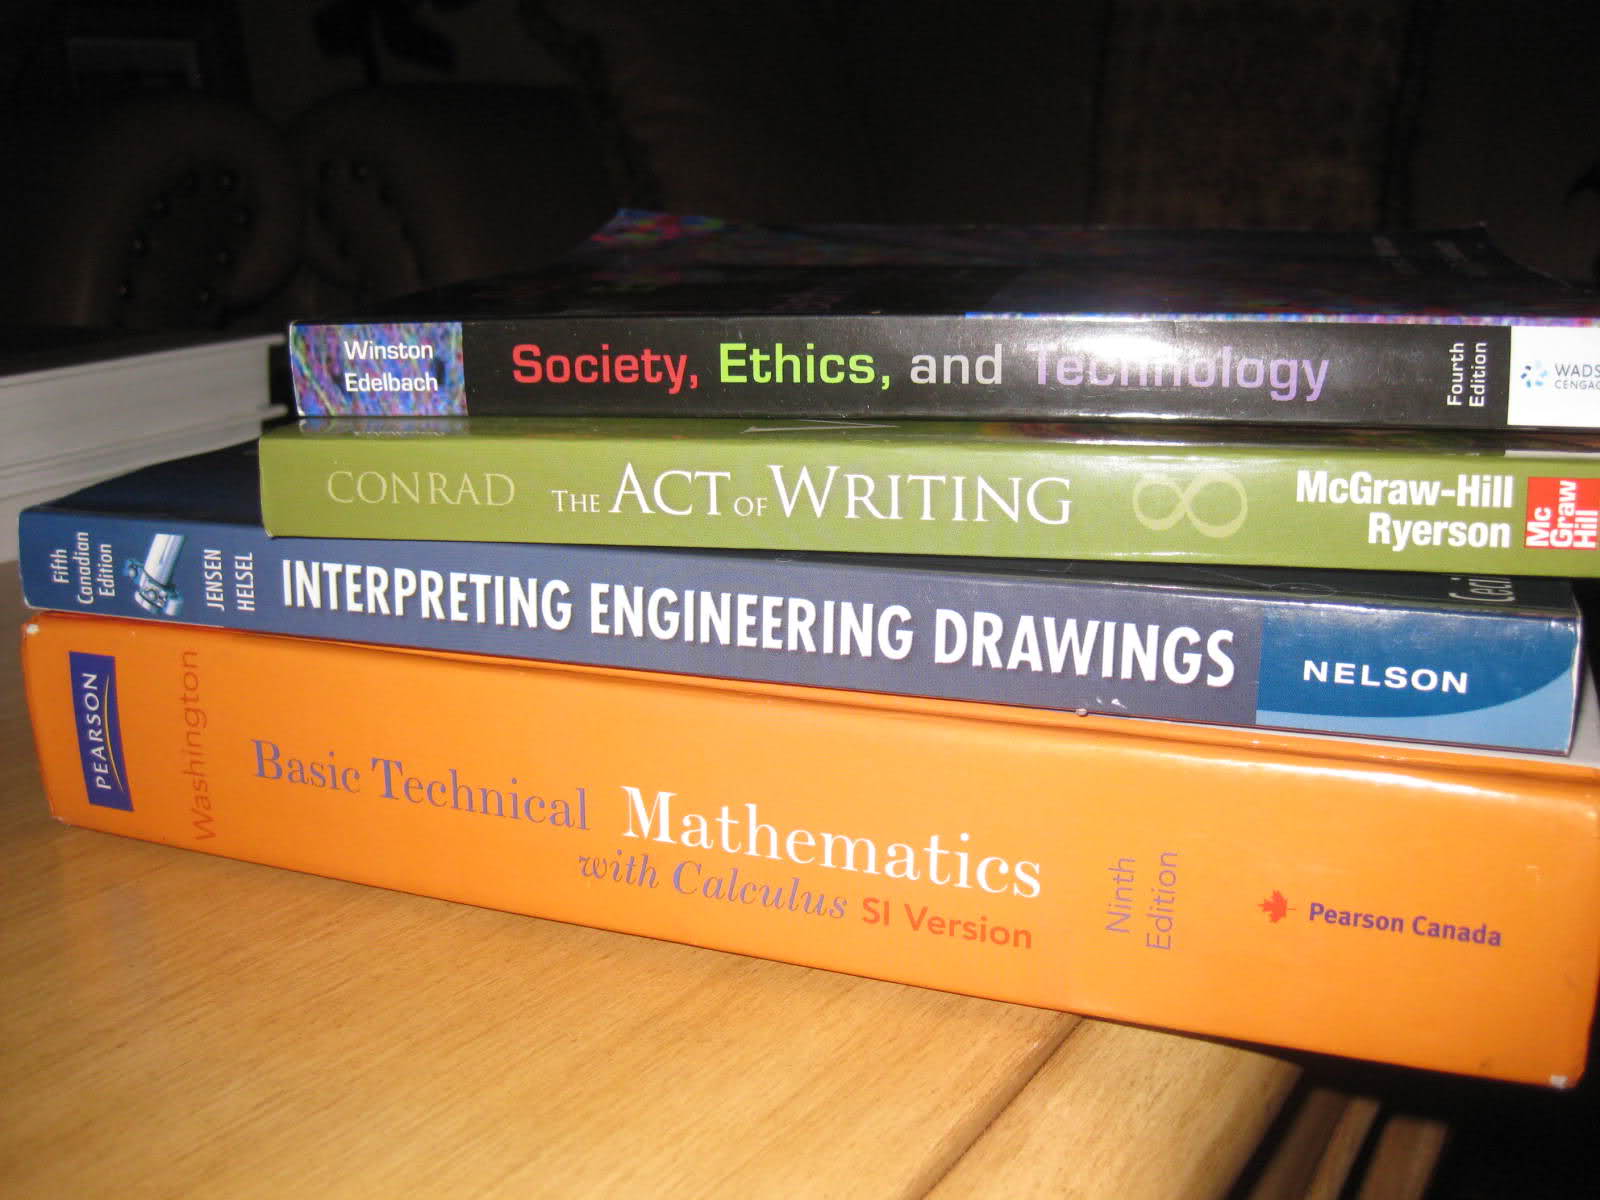 Winston
Edelbach
Society, Ethics, and Technology
Fourth
Edition
CONRAD
THE ACT OF WRITING
8
McGraw-Hill
Ryerson
Mc
Graw
Hill
Fifth
Canadian
Edition
JENSEN
HELSEL
INTERPRETING ENGINEERING DRAWINGS
NELSON
PEARSON
Washington
Basic Technical Mathematics
with Calculus SI Version
Ninth
Edition
Pearson Canada